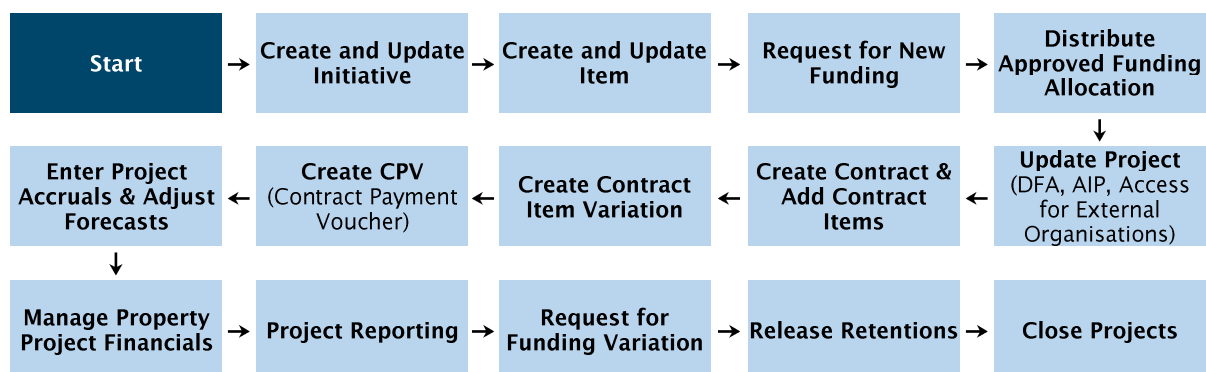 Start
Create and Update
Initiative
Create and Update
Item
Request for New
Funding
Distribute
Approved Funding
Allocation
Update Project
(DFA, AIP, Access
for External
Organisations)
Create Contract &
Add Contract
Items
Create Contract
Item Variation
Create CPV
(Contract Payment
Voucher)
Enter Project
Accruals & Adjust
Forecasts
Manage Property
Project Financials
Project Reporting
Request for
Funding Variation
Release Retentions
Close Projects